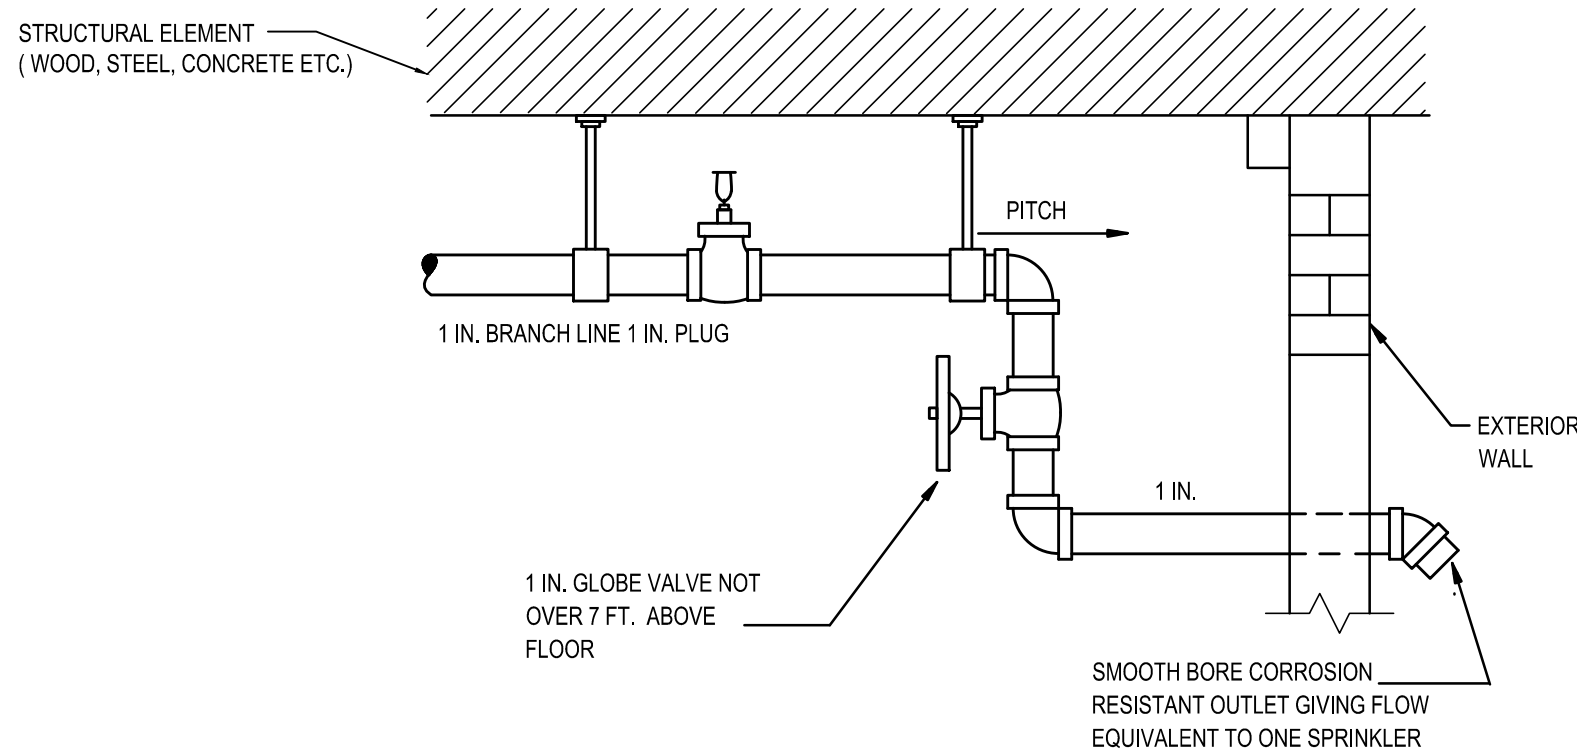 STRUCTURAL ELEMENT
( WOOD, STEEL, CONCRETE ETC.)
PITCH
1 IN. BRANCH LINE 1 IN. PLUG
EXTERIOR
WALL
1 IN.
1 IN. GLOBE VALVE NOT
OVER 7 FT. ABOVE
FLOOR
SMOOTH BORE CORROSION
RESISTANT OUTLET GIVING FLOW
EQUIVALENT TO ONE SPRINKLER